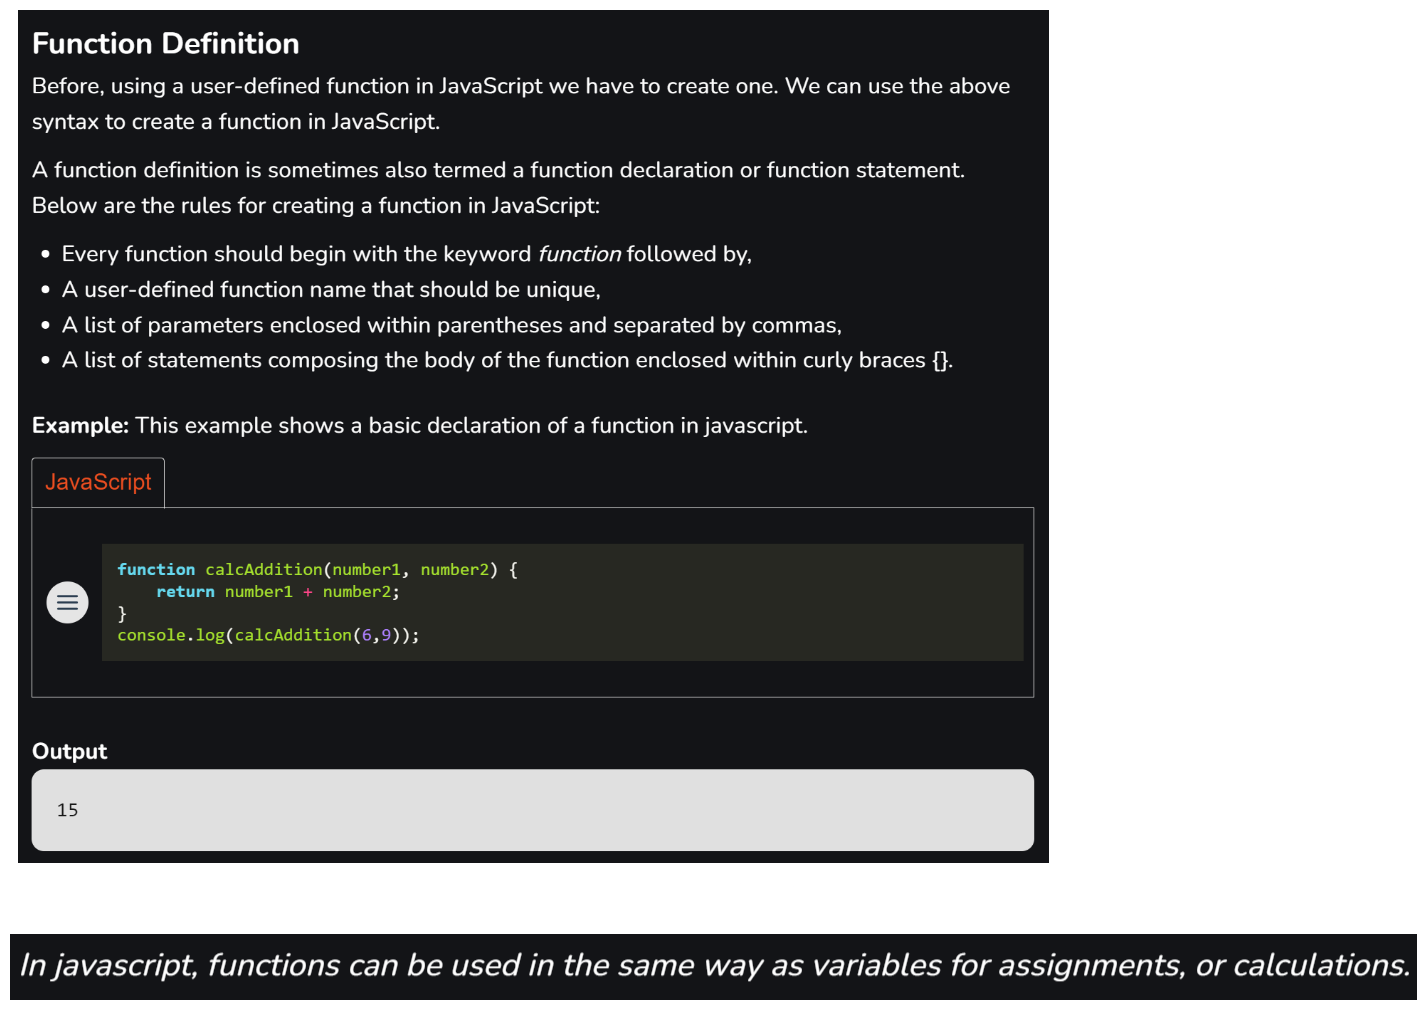 Function Definition
Before, using a user-defined function in JavaScript we have to create one. We can use the above
syntax to create a function in JavaScript.
A function definition is sometimes also termed a function declaration or function statement.
Below are the rules for creating a function in JavaScript:
• Every function should begin with the keyword function followed by,
• A user-defined function name that should be unique,
• A list of parameters enclosed within parentheses and separated by commas,
• A list of statements composing the body of the function enclosed within curly braces {}.
Example: This example shows a basic declaration of a function in javascript.
JavaScript
function calcAddition(number1, number2) {
    return number1 + number2;
}
console.log(calcAddition(6,9));
Output
15
In javascript, functions can be used in the same way as variables for assignments, or calculations.